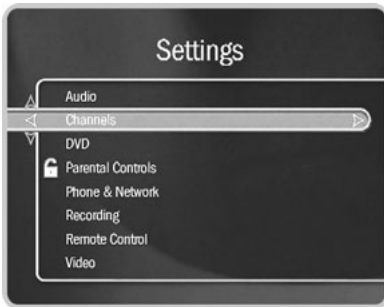 Settings
Audio
Channels
DVD
Parental Controls
Phone & Network
Recording
Remote Control
Video